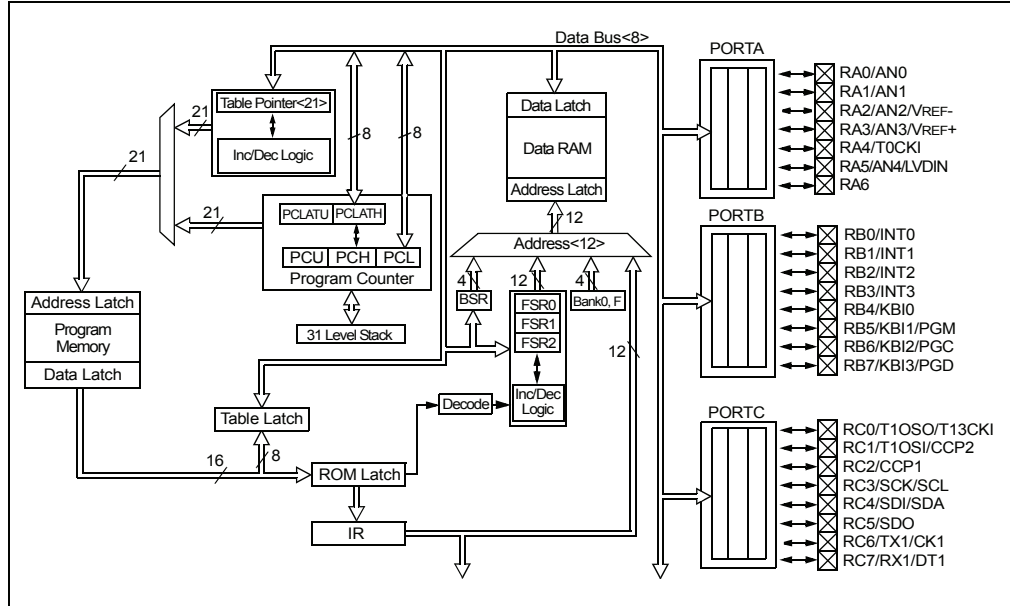 Data Bus<8>
PORTA
RA0/AN0
RA1/AN1
RA2/AN2/VREF-
RA3/AN3/VREF+
RA4/T0CKI
RA5/AN4/LVDIN
RA6
21
Table Pointer<21>
Inc/Dec Logic
21
8
8
Data Latch
Data RAM
Address Latch
21
PCLATU PCLATH
PCU PCH PCL
Program Counter
31 Level Stack
12
Address<12>
4
12
4
BSR
FSR0
FSR1
FSR2
Bank0, F
Inc/Dec
Logic
12
PORTB
RB0/INT0
RB1/INT1
RB2/INT2
RB3/INT3
RB4/KBI0
RB5/KBI1/PGM
RB6/KBI2/PGC
RB7/KBI3/PGD
Address Latch
Program
Memory
Data Latch
Table Latch
Decode
16
8
ROM Latch
IR
PORTC
RC0/T1OSO/T13CKI
RC1/T1OSI/CCP2
RC2/CCP1
RC3/SCK/SCL
RC4/SDI/SDA
RC5/SDO
RC6/TX1/CK1
RC7/RX1/DT1